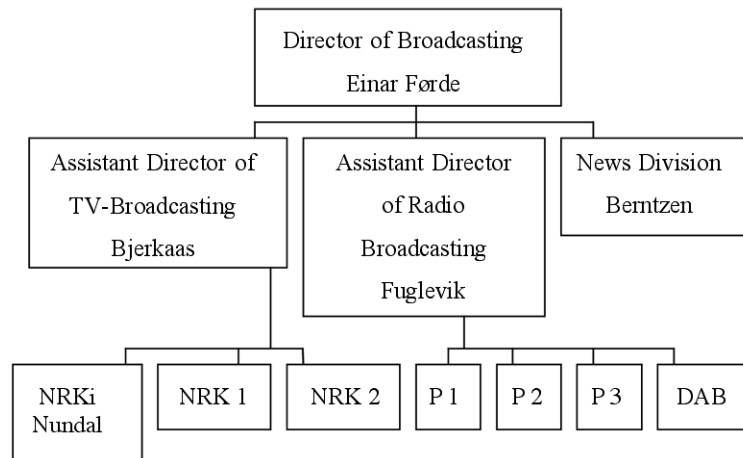 Director of Broadcasting
Einar Førde
Assistant Director of
TV-Broadcasting
Bjerkaas
Assistant Director
of Radio
Broadcasting
Fuglevik
News Division
Berntzen
NRKi
Nundal
NRK 1
NRK 2
P 1
P 2
P 3
DAB